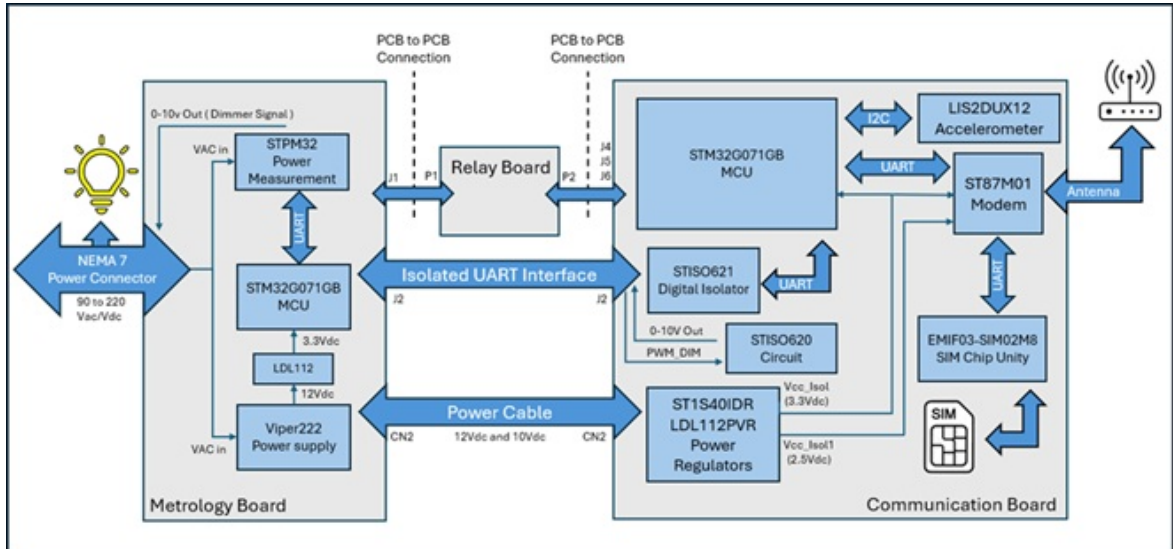 PCB to PCB
Connection
PCB to PCB
Connection
0-10v Out ( Dimmer Signal )
VAC in
STPM32
Power
Measurement
UART
STM32G071GB
MCU
3.3Vdc
LDL112
12Vdc
Viper222
Power supply
VAC in
NEMA 7
Power Connector
90 to 220
Vac/Vdc
Metrology Board
J1
P1
Relay Board
P2
J4
J5
J6
Isolated UART Interface
J2
J2
Power Cable
CN2
12Vdc and 10Vdc
CN2
STM32G071GB
MCU
I2C
LIS2DUX12
Accelerometer
UART
ST87M01
Modem
Antenna
STISO621
Digital Isolator
UART
UART
0-10V Out
PWM_DIM
STISO620
Circuit
EMIF03-SIM02M8
SIM Chip Unity
ST1S40IDR
LDL112PVR
Power
Regulators
Vcc_Isol
(3.3Vdc)
Vcc_Isol1
(2.5Vdc)
SIM
Communication Board